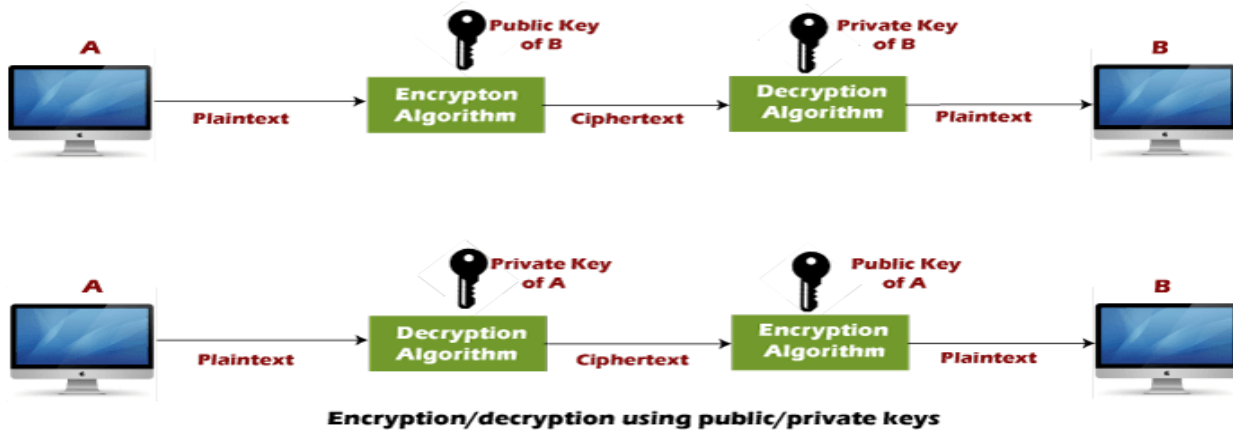 A
Public Key
of B
Private Key
of B
B
Plaintext
Encrypton
Algorithm
Ciphertext
Decryption
Algorithm
Plaintext
A
Private Key
of A
Public Key
of A
B
Plaintext
Decryption
Algorithm
Ciphertext
Encryption
Algorithm
Plaintext
Encryption/decryption using public/private keys